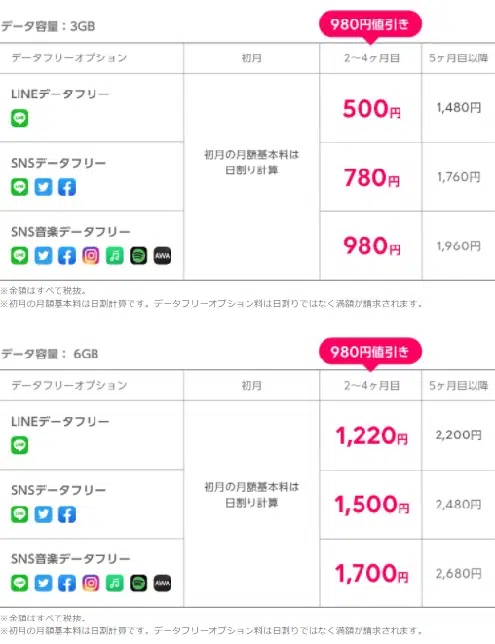 データ容量：3GB
980円値引き
データフリーオプション 初月 2〜4ヶ月目 5ヶ月目以降
LINEデータフリー
500円 1,480円
初月の月額基本料は
日割り計算
SNSデータフリー
780円 1,760円
SNS音楽データフリー
AWA
980円 1,960円
※金額はすべて税抜。
※初月の月額基本料は日割計算です。データフリーオプション料は日割りではなく満額が請求されます。
データ容量： 6GB
980円値引き
データフリーオプション 初月 2〜4ヶ月目 5ヶ月目以降
LINEデータフリー
1,220円 2,200円
初月の月額基本料は
日割り計算
SNSデータフリー
1,500円 2,480円
SNS音楽データフリー
AWA
1,700円 2,680円
※金額はすべて税抜。
※初月の月額基本料は日割計算です。データフリーオプション料は日割りではなく満額が請求されます。